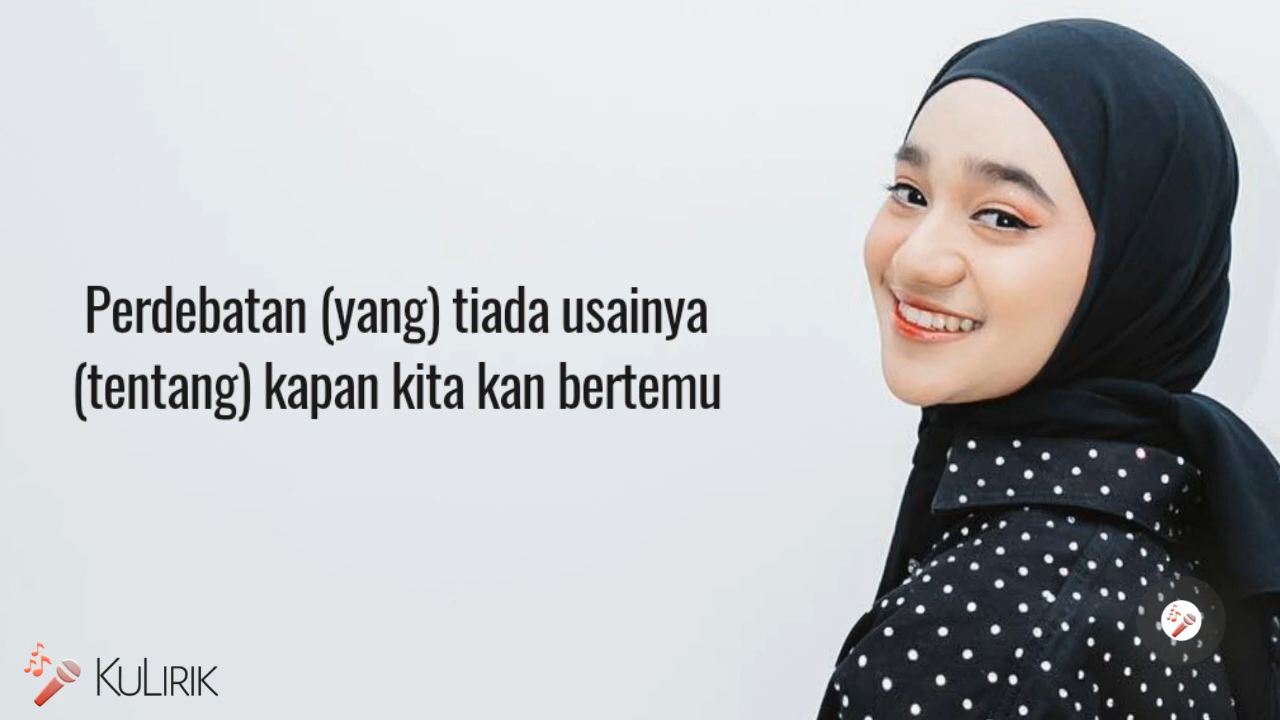 Perdebatan (yang) tiada usainya
(tentang) kapan kita kan bertemu
KULIRIK